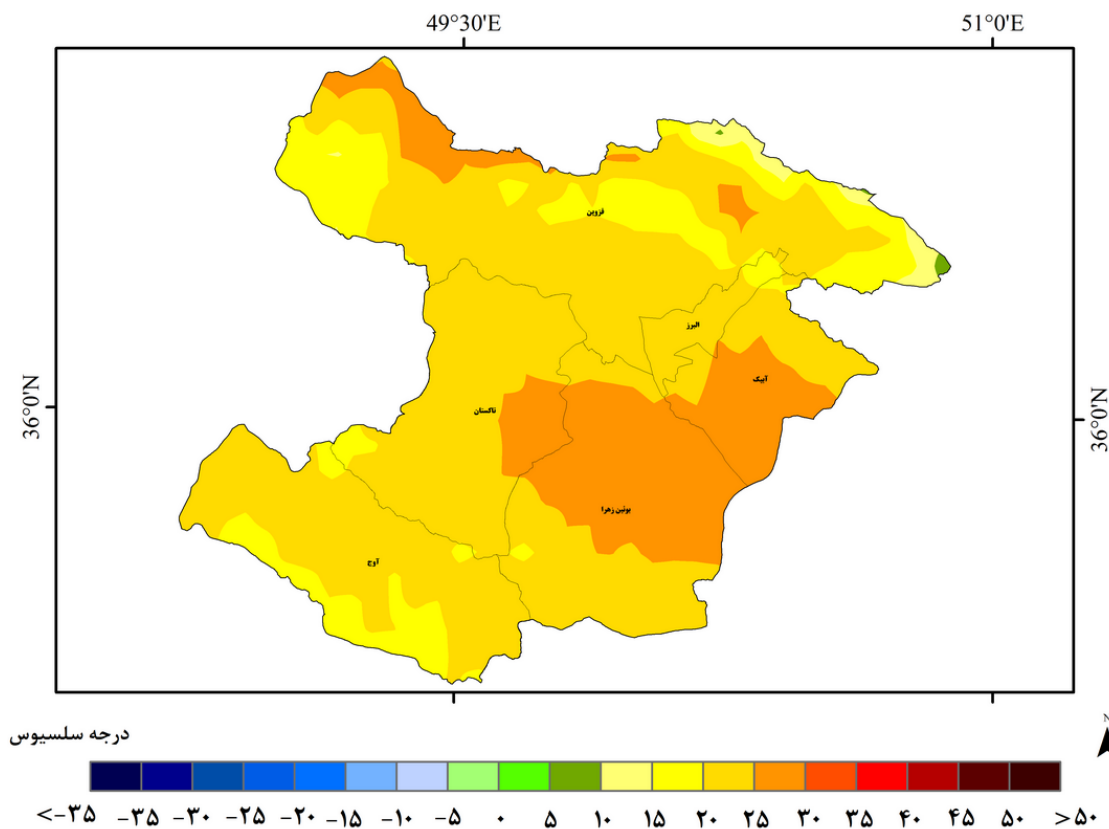 49°30'E 51°0'E
قزوین
البرز
آبیک
36°0'N تاکستان 36°0'N
بوئین زهرا
آوج
درجه سلسیوس
N
<-۳۵ -۳۵ -۳۰ -۲۵ -۲۰ -۱۵ -۱۰ -۵ ۰ ۵ ۱۰ ۱۵ ۲۰ ۲۵ ۳۰ ۳۵ ۴۰ ۴۵ ۵۰ >۵۰